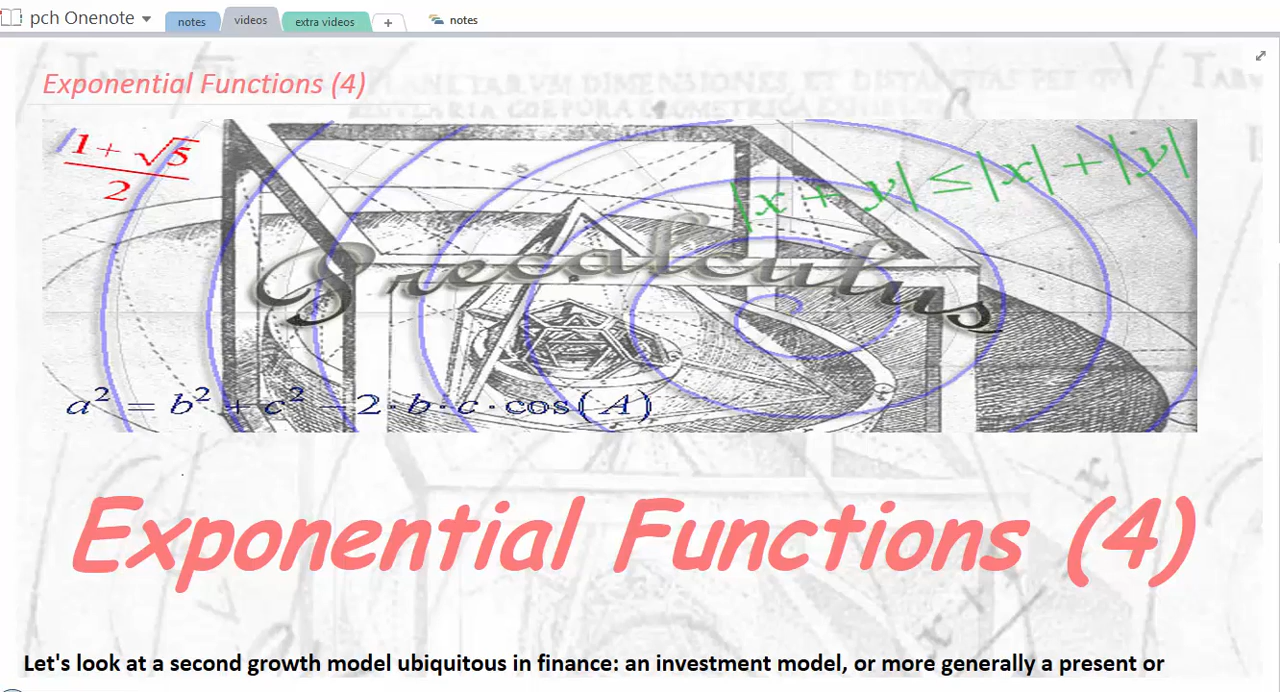 pch Onenote
notes
videos
extra videos
+
notes
Exponential Functions (4)
1 + √5
2
|x + y| ≤ |x| + |y|
Precalculus
a² = b² + c² − 2 · b · c · cos( A )
Exponential Functions (4)
Let's look at a second growth model ubiquitous in finance: an investment model, or more generally a present or